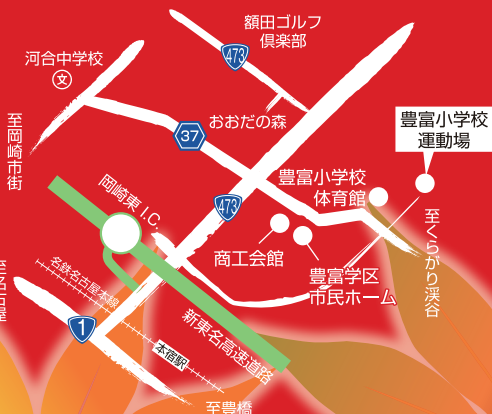 額田ゴルフ
倶楽部
473
河合中学校
文
おおだの森
豊富小学校
運動場
37
至岡崎市街
豊富小学校
体育館
岡崎東I.C.
473
至くらがり渓谷
商工会館
豊富学区
市民ホーム
至名古屋
名鉄名古屋本線
1
新東名高速道路
本宿駅
至豊橋